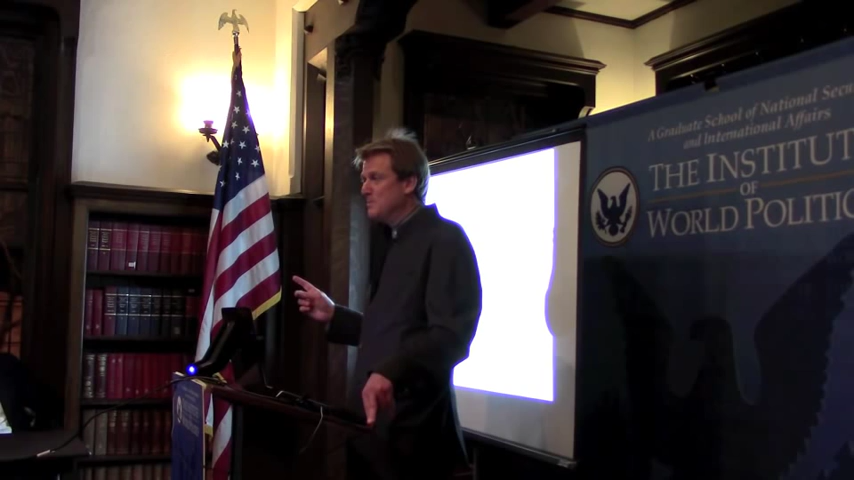 A Graduate School of National Secu
and International Affairs
THE INSTITUT
OF
WORLD POLITIC